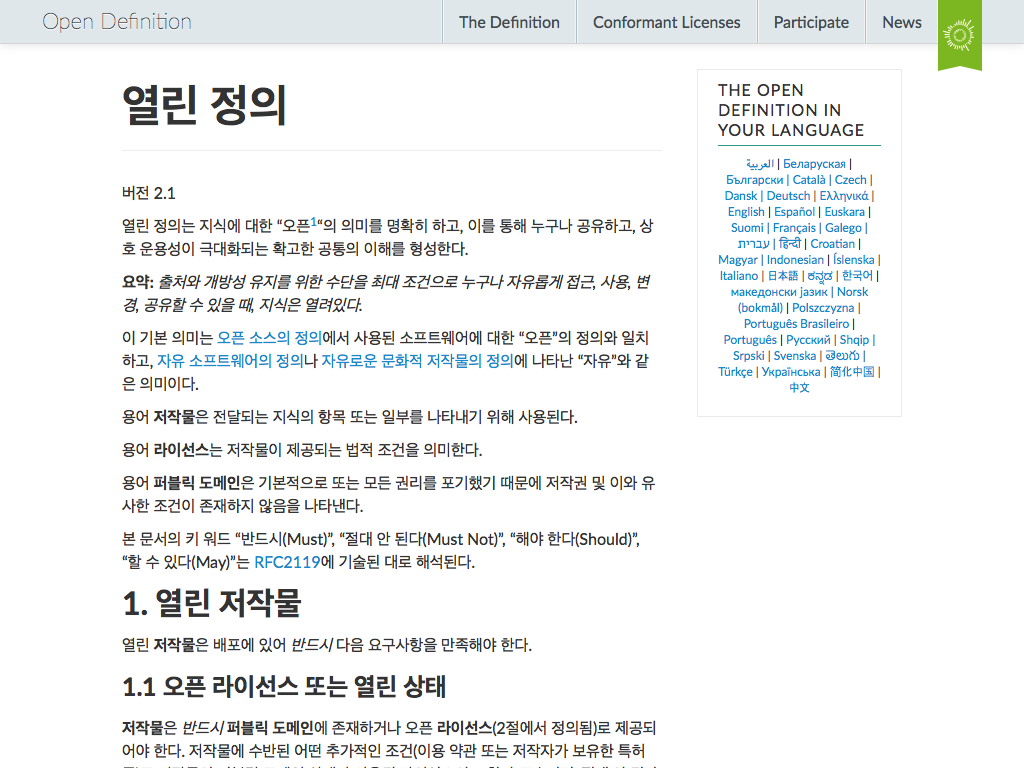 Open Definition
The Definition
Conformant Licenses
Participate
News
열린 정의
버전 2.1
열린 정의는 지식에 대한 “오픈1“의 의미를 명확히 하고, 이를 통해 누구나 공유하고, 상
호 운용성이 극대화되는 확고한 공통의 이해를 형성한다.
요약: 출처와 개방성 유지를 위한 수단을 최대 조건으로 누구나 자유롭게 접근, 사용, 변
경, 공유할 수 있을 때, 지식은 열려있다.
이 기본 의미는 오픈 소스의 정의에서 사용된 소프트웨어에 대한 “오픈”의 정의와 일치
하고, 자유 소프트웨어의 정의나 자유로운 문화적 저작물의 정의에 나타난 “자유”와 같
은 의미이다.
용어 저작물은 전달되는 지식의 항목 또는 일부를 나타내기 위해 사용된다.
용어 라이선스는 저작물이 제공되는 법적 조건을 의미한다.
용어 퍼블릭 도메인은 기본적으로 또는 모든 권리를 포기했기 때문에 저작권 및 이와 유
사한 조건이 존재하지 않음을 나타낸다.
본 문서의 키 워드 “반드시(Must)”, “절대 안 된다(Must Not)”, “해야 한다(Should)”,
“할 수 있다(May)”는 RFC2119에 기술된 대로 해석된다.
1. 열린 저작물
열린 저작물은 배포에 있어 반드시 다음 요구사항을 만족해야 한다.
1.1 오픈 라이선스 또는 열린 상태
저작물은 반드시 퍼블릭 도메인에 존재하거나 오픈 라이선스(2절에서 정의됨)로 제공되
어야 한다. 저작물에 수반된 어떤 추가적인 조건(이용 약관 또는 저작자가 보유한 특허
THE OPEN
DEFINITION IN
YOUR LANGUAGE
العربية | Беларуская |
Български | Català | Czech |
Dansk | Deutsch | Ελληνικά |
English | Español | Euskara |
Suomi | Français | Galego |
עברית | हिन्दी | Croatian |
Magyar | Indonesian | Íslenska |
Italiano | 日本語 | ಕನ್ನಡ | 한국어 |
македонски јазик | Norsk
(bokmål) | Polszczyzna |
Português Brasileiro |
Português | Русский | Shqip |
Srpski | Svenska | తెలుగు |
Türkçe | Українська | 简化中国 |
中文